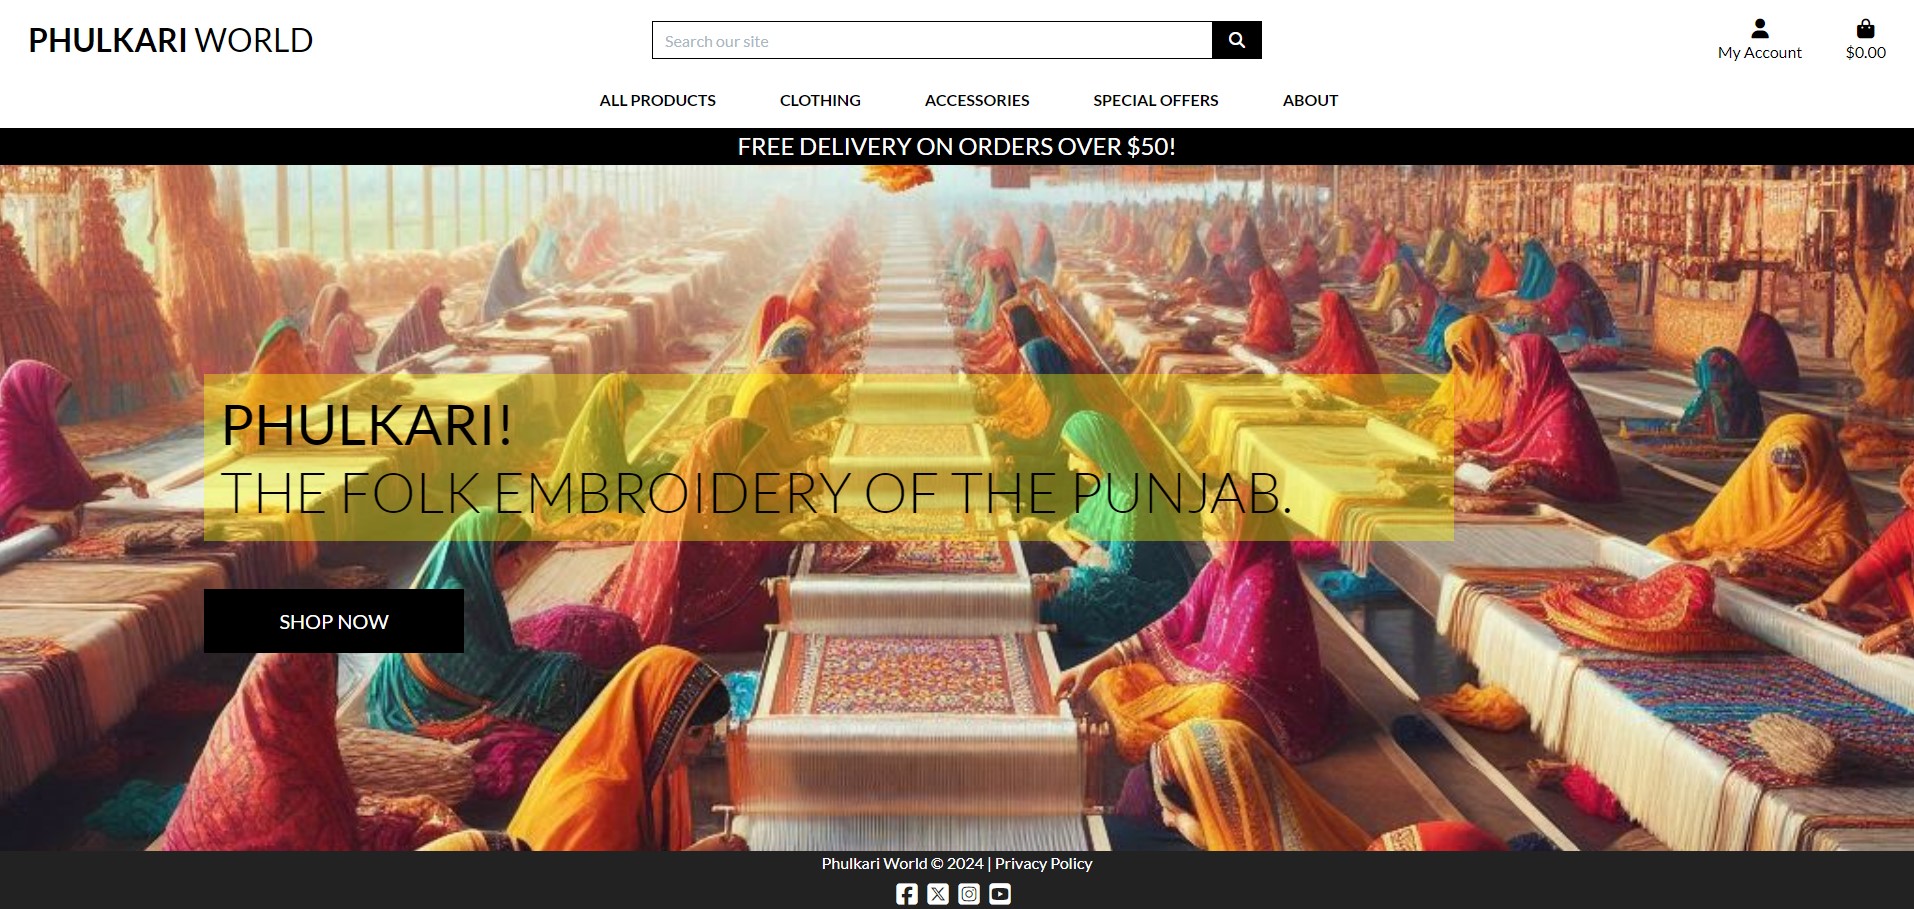 PHULKARI WORLD
Search our site
My Account
$0.00
ALL PRODUCTS
CLOTHING
ACCESSORIES
SPECIAL OFFERS
ABOUT
FREE DELIVERY ON ORDERS OVER $50!
PHULKARI!
THE FOLK EMBROIDERY OF THE PUNJAB.
SHOP NOW
Phulkari World © 2024 | Privacy Policy